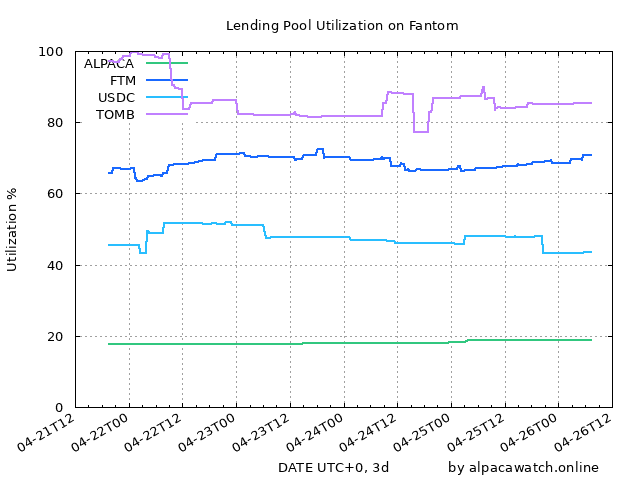 Lending Pool Utilization on Fantom
100
80
60
40
20
0
Utilization %
ALPACA
FTM
USDC
TOMB
04-21T12
04-22T00
04-22T12
04-23T00
04-23T12
04-24T00
04-24T12
04-25T00
04-25T12
04-26T00
04-26T12
DATE UTC+0, 3d
by alpacawatch.online